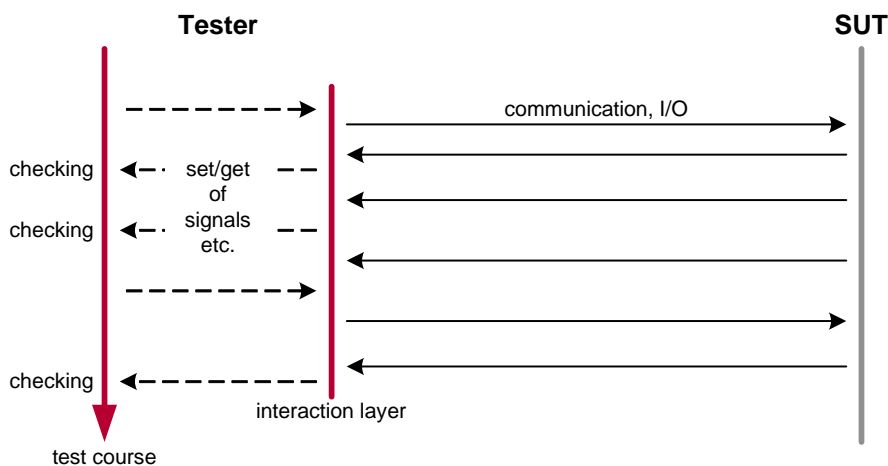 Tester
SUT
communication, I/O
checking
set/get
of
signals
etc.
checking
checking
interaction layer
test course